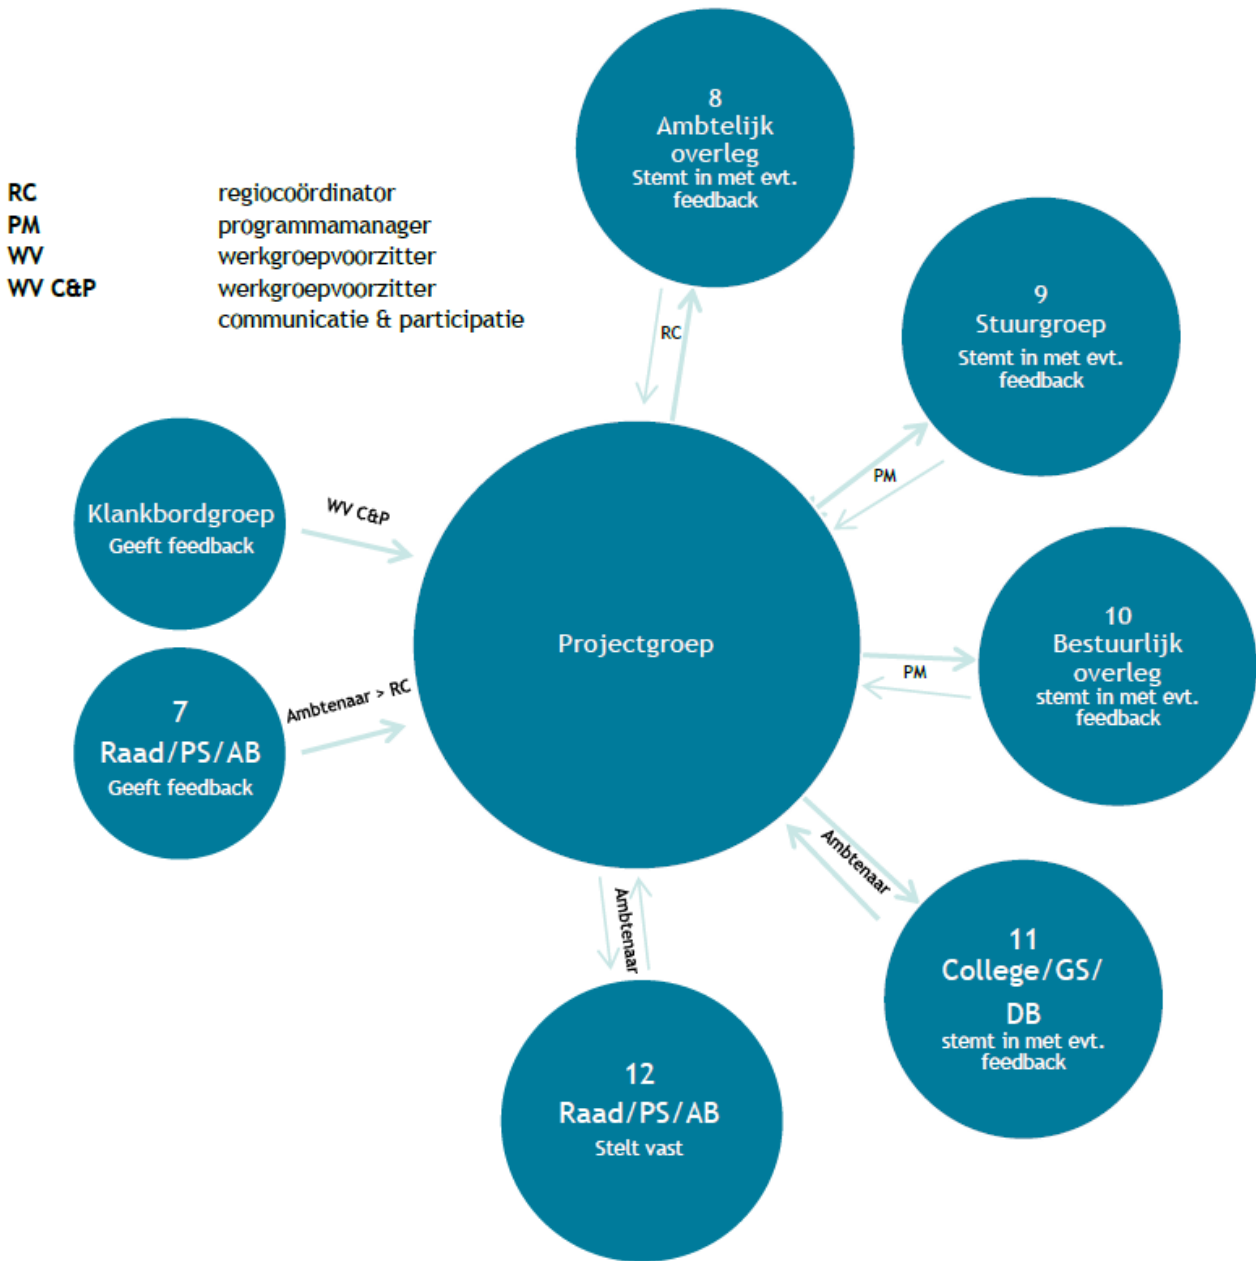 RC regiocoördinator
PM programmamanager
WV werkgroepvoorzitter
WV C&P werkgroepvoorzitter
communicatie & participatie
8
Ambtelijk
overleg
Stemt in met evt.
feedback
RC
9
Stuurgroep
Stemt in met evt.
feedback
PM
Klankbordgroep
Geeft feedback
WV C&P
Projectgroep
10
Bestuurlijk
overleg
stemt in met evt.
feedback
PM
7
Raad/PS/AB
Geeft feedback
Ambtenaar > RC
11
College/GS/
DB
stemt in met evt.
feedback
Ambtenaar
12
Raad/PS/AB
Stelt vast
Ambtenaar